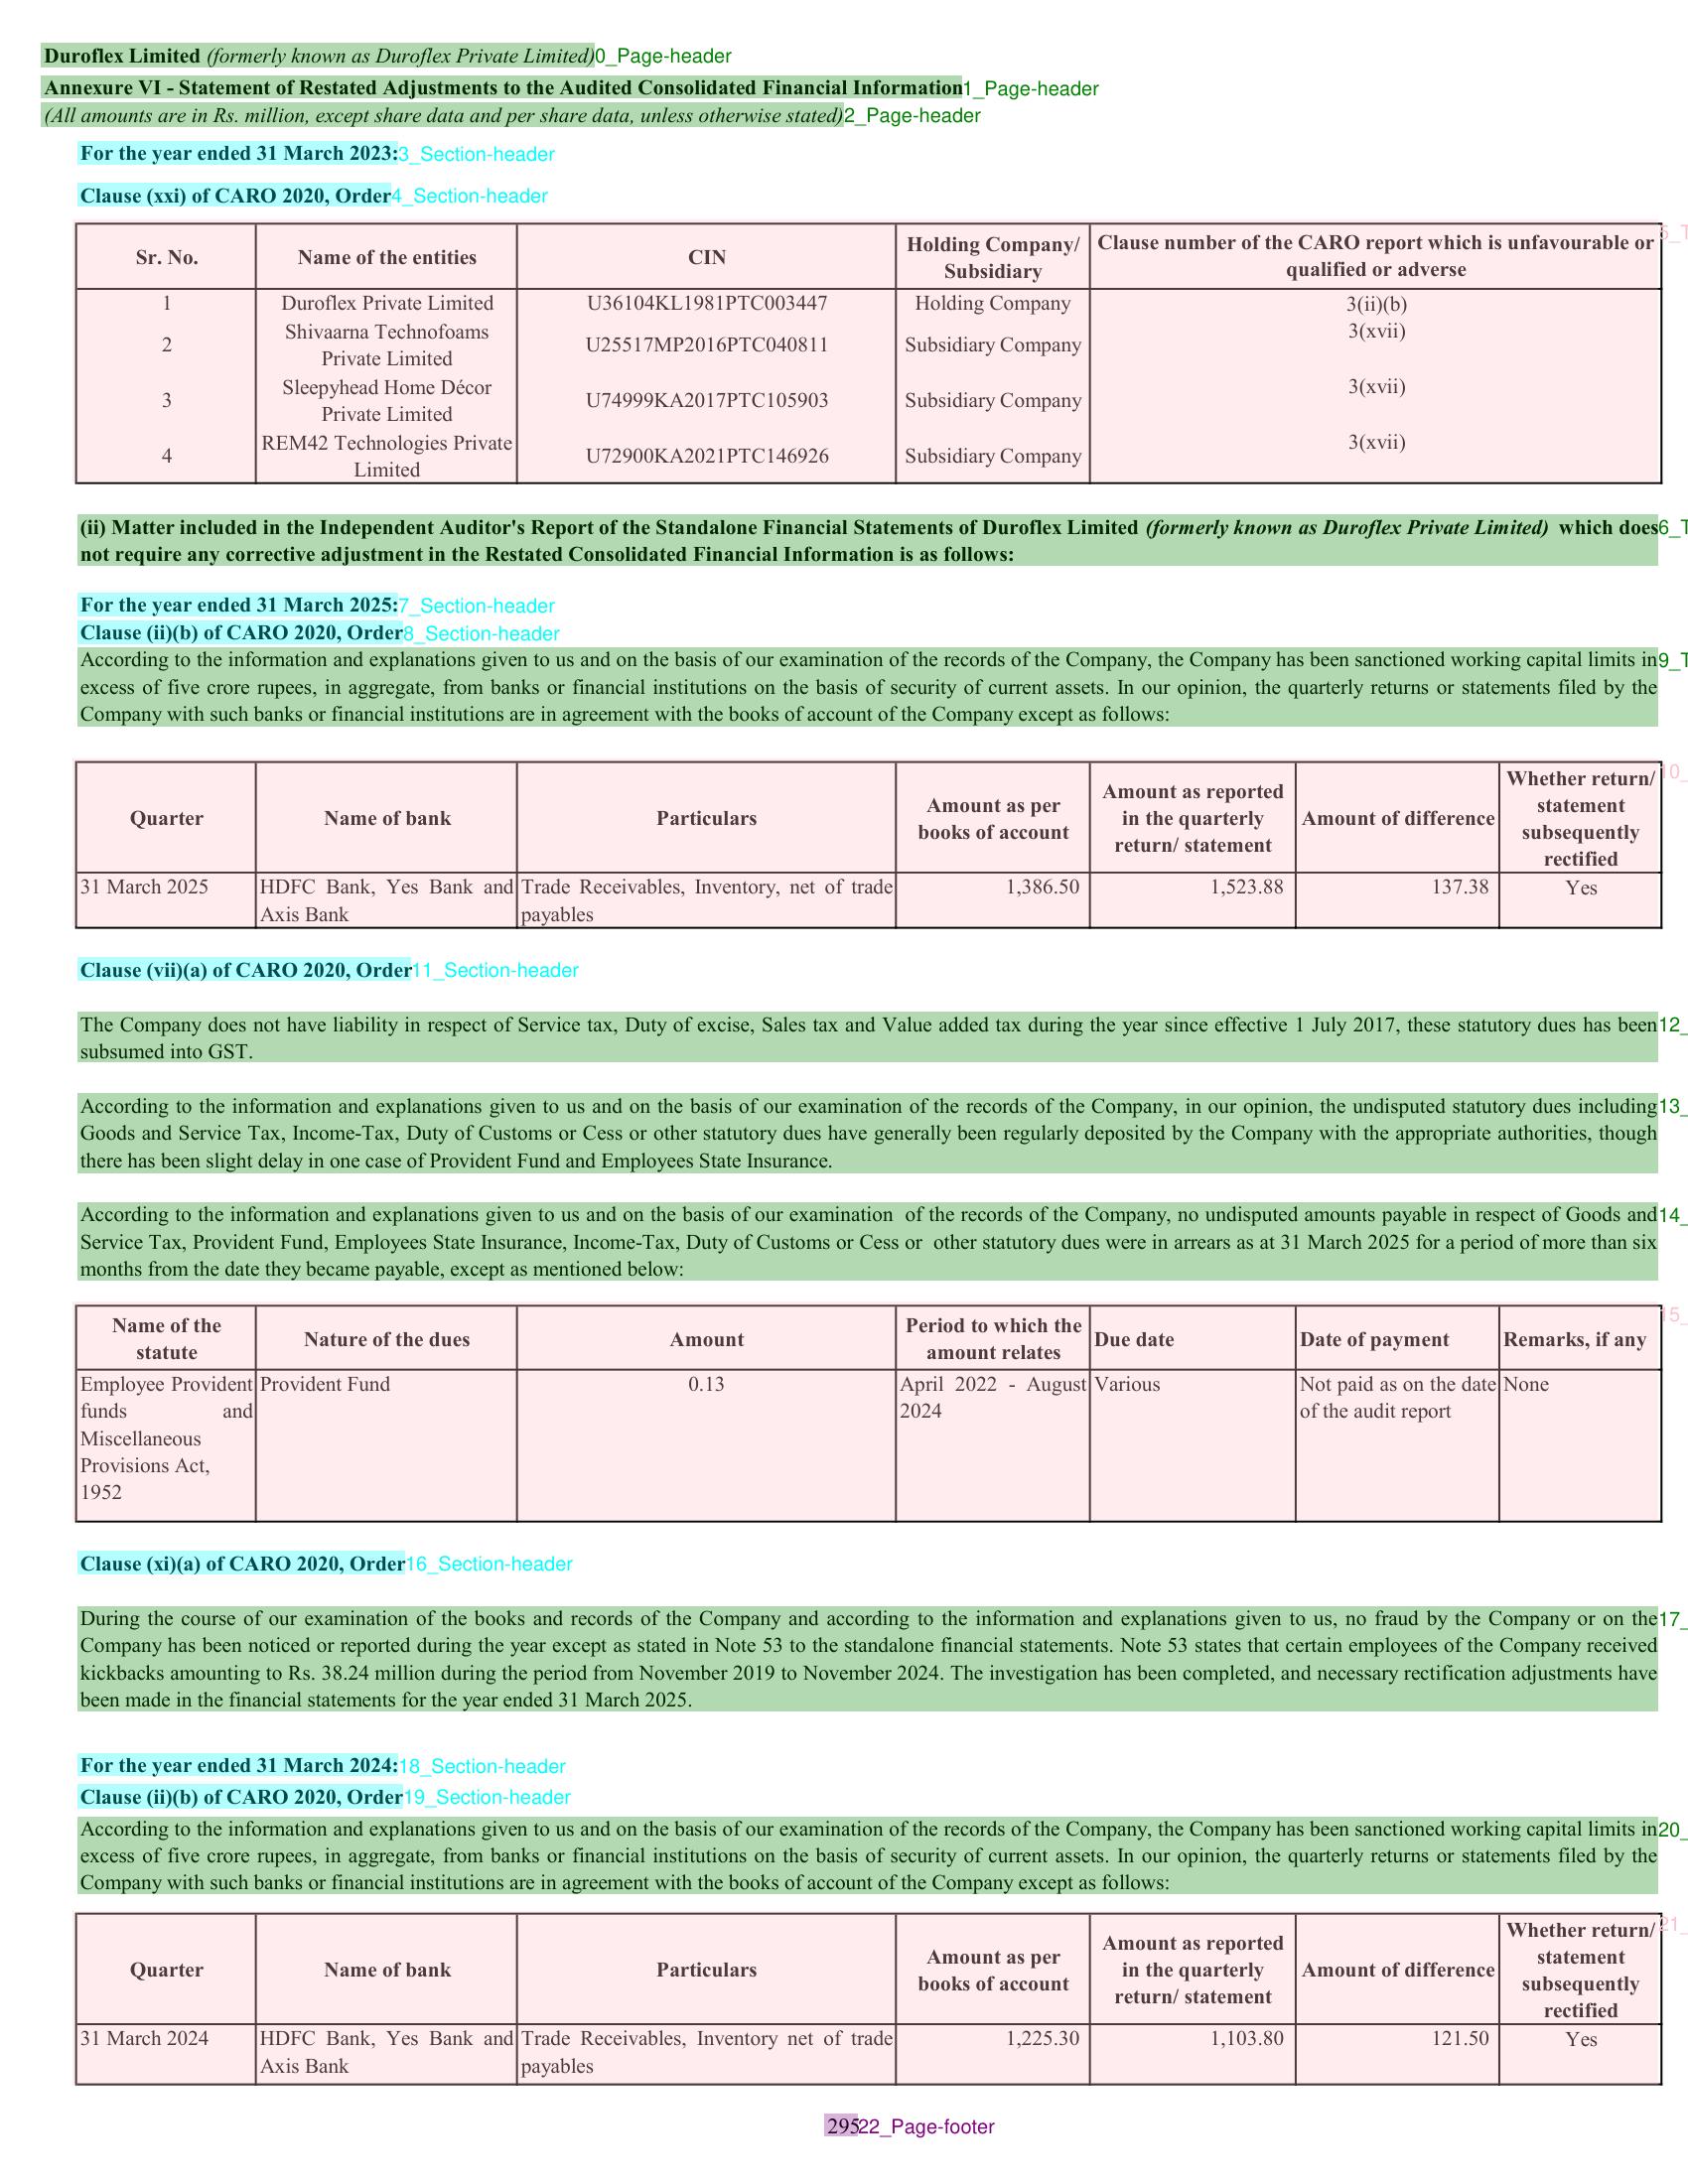 Duroflex Limited (formerly known as Duroflex Private Limited)0_Page-header
Annexure VI - Statement of Restated Adjustments to the Audited Consolidated Financial Information1_Page-header
(All amounts are in Rs. million, except share data and per share data, unless otherwise stated)2_Page-header
For the year ended 31 March 2023:3_Section-header
Clause (xxi) of CARO 2020, Order4_Section-header
5_T
Sr. No. Name of the entities CIN Holding Company/ Subsidiary Clause number of the CARO report which is unfavourable or qualified or adverse
1 Duroflex Private Limited U36104KL1981PTC003447 Holding Company 3(ii)(b)
2 Shivaarna Technofoams Private Limited U25517MP2016PTC040811 Subsidiary Company 3(xvii)
3 Sleepyhead Home Décor Private Limited U74999KA2017PTC105903 Subsidiary Company 3(xvii)
4 REM42 Technologies Private Limited U72900KA2021PTC146926 Subsidiary Company 3(xvii)
(ii) Matter included in the Independent Auditor's Report of the Standalone Financial Statements of Duroflex Limited (formerly known as Duroflex Private Limited) which does6_T
not require any corrective adjustment in the Restated Consolidated Financial Information is as follows:
For the year ended 31 March 2025:7_Section-header
Clause (ii)(b) of CARO 2020, Order8_Section-header
According to the information and explanations given to us and on the basis of our examination of the records of the Company, the Company has been sanctioned working capital limits in9_T
excess of five crore rupees, in aggregate, from banks or financial institutions on the basis of security of current assets. In our opinion, the quarterly returns or statements filed by the
Company with such banks or financial institutions are in agreement with the books of account of the Company except as follows:
10_
Quarter Name of bank Particulars Amount as per books of account Amount as reported in the quarterly return/ statement Amount of difference Whether return/ statement subsequently rectified
31 March 2025 HDFC Bank, Yes Bank and Axis Bank Trade Receivables, Inventory, net of trade payables 1,386.50 1,523.88 137.38 Yes
Clause (vii)(a) of CARO 2020, Order11_Section-header
The Company does not have liability in respect of Service tax, Duty of excise, Sales tax and Value added tax during the year since effective 1 July 2017, these statutory dues has been12_
subsumed into GST.
According to the information and explanations given to us and on the basis of our examination of the records of the Company, in our opinion, the undisputed statutory dues including13_
Goods and Service Tax, Income-Tax, Duty of Customs or Cess or other statutory dues have generally been regularly deposited by the Company with the appropriate authorities, though
there has been slight delay in one case of Provident Fund and Employees State Insurance.
According to the information and explanations given to us and on the basis of our examination of the records of the Company, no undisputed amounts payable in respect of Goods and14_
Service Tax, Provident Fund, Employees State Insurance, Income-Tax, Duty of Customs or Cess or other statutory dues were in arrears as at 31 March 2025 for a period of more than six
months from the date they became payable, except as mentioned below:
15_
Name of the statute Nature of the dues Amount Period to which the amount relates Due date Date of payment Remarks, if any
Employee Provident funds and Miscellaneous Provisions Act, 1952 Provident Fund 0.13 April 2022 - August 2024 Various Not paid as on the date of the audit report None
Clause (xi)(a) of CARO 2020, Order16_Section-header
During the course of our examination of the books and records of the Company and according to the information and explanations given to us, no fraud by the Company or on the17_
Company has been noticed or reported during the year except as stated in Note 53 to the standalone financial statements. Note 53 states that certain employees of the Company received
kickbacks amounting to Rs. 38.24 million during the period from November 2019 to November 2024. The investigation has been completed, and necessary rectification adjustments have
been made in the financial statements for the year ended 31 March 2025.
For the year ended 31 March 2024:18_Section-header
Clause (ii)(b) of CARO 2020, Order19_Section-header
According to the information and explanations given to us and on the basis of our examination of the records of the Company, the Company has been sanctioned working capital limits in20_
excess of five crore rupees, in aggregate, from banks or financial institutions on the basis of security of current assets. In our opinion, the quarterly returns or statements filed by the
Company with such banks or financial institutions are in agreement with the books of account of the Company except as follows:
21_
Quarter Name of bank Particulars Amount as per books of account Amount as reported in the quarterly return/ statement Amount of difference Whether return/ statement subsequently rectified
31 March 2024 HDFC Bank, Yes Bank and Axis Bank Trade Receivables, Inventory net of trade payables 1,225.30 1,103.80 121.50 Yes
29522_Page-footer